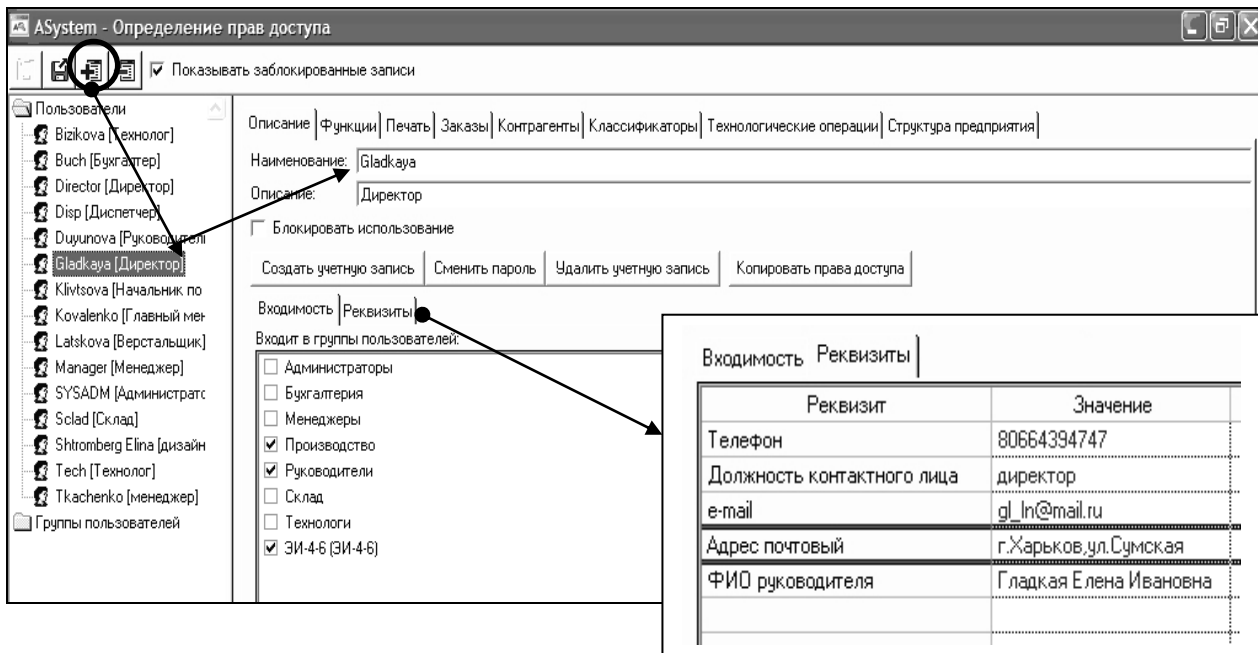 ASystem - Определение прав доступа
Показывать заблокированные записи
Пользователи
Bizikova [Технолог]
Buch [Бухгалтер]
Director [Директор]
Disp [Диспетчер]
Duyunova [Руководителі
Gladkaya [Директор]
Klivtsova [Начальник по
Kovalenko [Главный мен
Latskova [Верстальщик]
Manager [Менеджер]
SYSADM [Администратс
Sclad [Склад]
Shtromberg Elina [дизайн
Tech [Технолог]
Tkachenko [менеджер]
Группы пользователей
Описание Функции Печать Заказы Контрагенты Классификаторы Технологические операции Структура предприятия
Наименование: Gladkaya
Описание: Директор
Блокировать использование
Создать учетную запись Сменить пароль Удалить учетную запись Копировать права доступа
Входимость Реквизиты
Входит в группы пользователей:
Администраторы
Бухгалтерия
Менеджеры
Производство
Руководители
Склад
Технологи
ЭИ-4-6 (ЭИ-4-6)
Входимость Реквизиты
Реквизит Значение
Телефон 80664394747
Должность контактного лица директор
e-mail gl_ln@mail.ru
Адрес почтовый г.Харьков,ул.Сумская
ФИО руководителя Гладкая Елена Ивановна